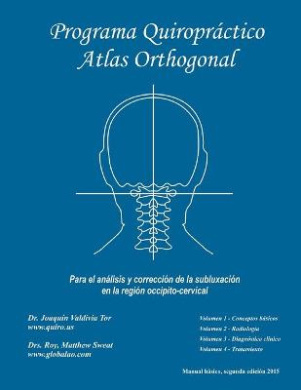 Programa Quiropráctico
Atlas Orthogonal
Para el análisis y corrección de la subluxación
en la región occipito-cervical
Dr. Joaquín Valdivia Tor
www.quiro.us
Drs. Roy, Matthew Sweat
www.globalao.com
Volumen 1 - Conceptos básicos
Volumen 2 - Radiología
Volumen 3 - Diagnóstico clínico
Volumen 4 - Tratamiento
Manual básico, segunda edición 2015